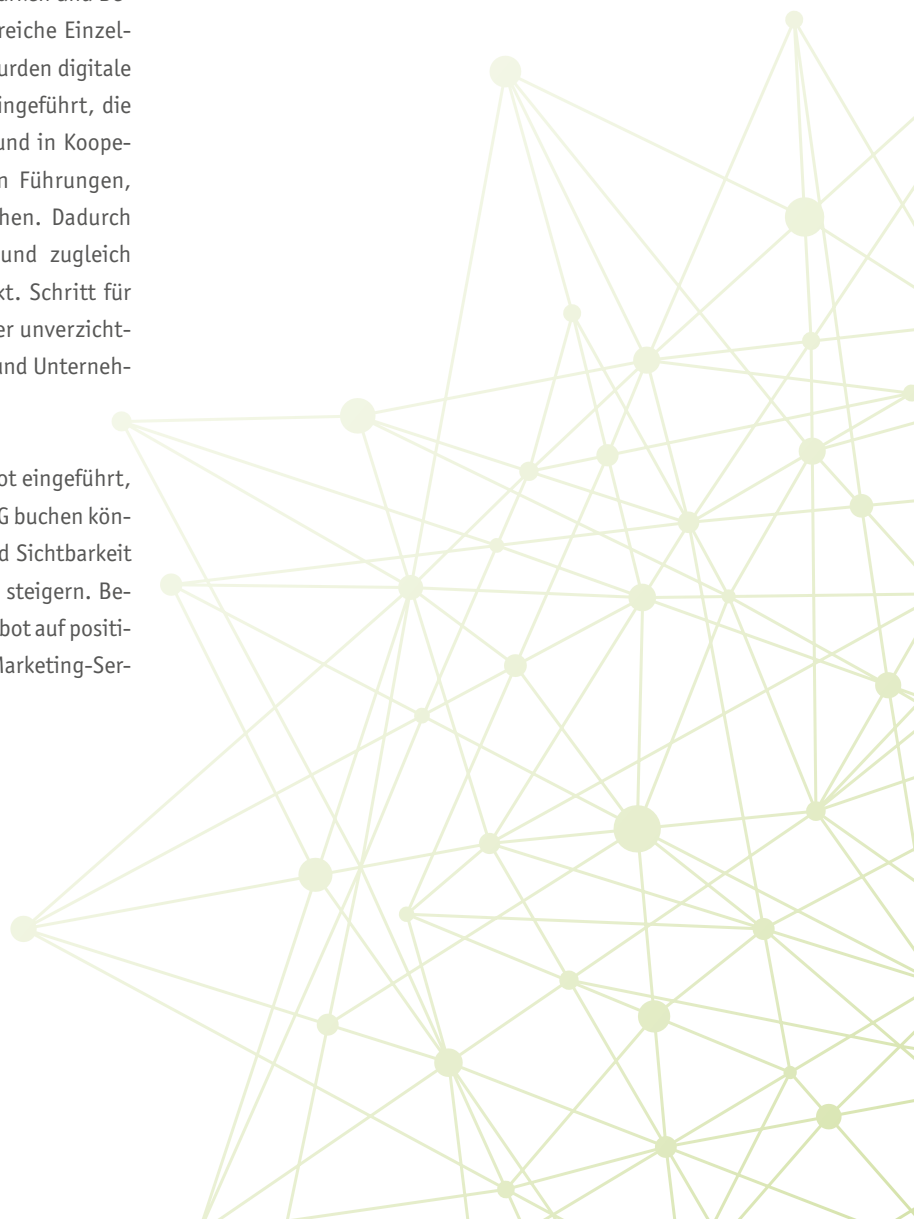 reiche Einzel-
urden digitale
ingeführt, die
und in Koope-
n Führungen,
hen. Dadurch
und zugleich
kt. Schritt für
er unverzicht-
und Unterneh-
ot eingeführt,
G buchen kön-
d Sichtbarkeit
steigern. Be-
bot auf positi-
Marketing-Ser-